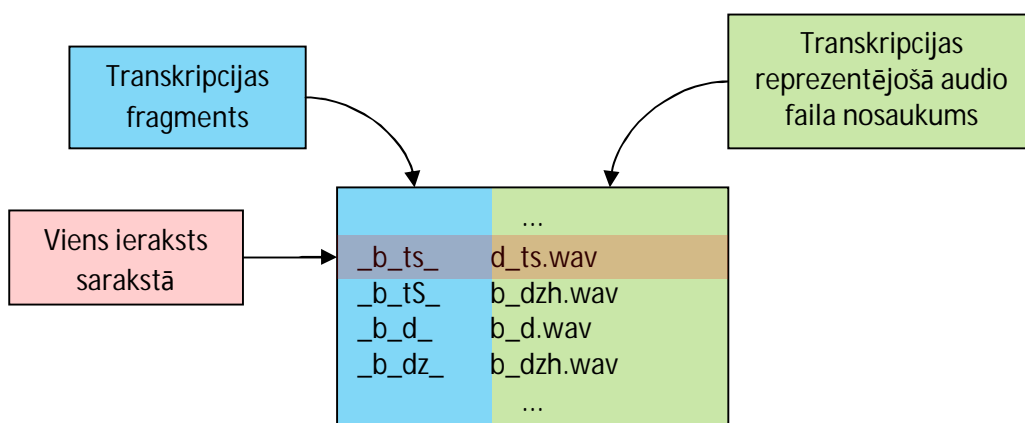 Transkripcijas
fragments
Transkripcijas
reprezentējošā audio
faila nosaukums
Viens ieraksts
sarakstā
...
_b_ts_ d_ts.wav
_b_tS_ b_dzh.wav
_b_d_ b_d.wav
_b_dz_ b_dzh.wav
...